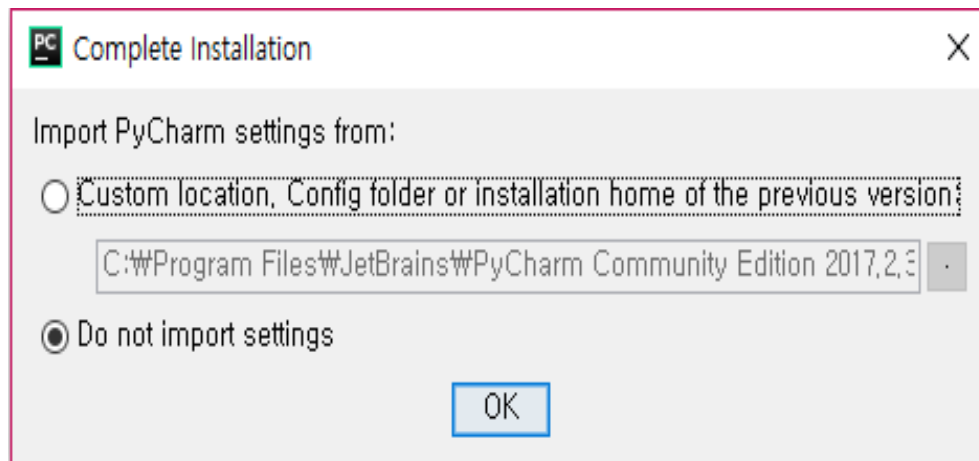 PC
Complete Installation
Import PyCharm settings from:
Custom location. Config folder or installation home of the previous version:
C:₩Program Files₩JetBrains₩PyCharm Community Edition 2017.2.3
Do not import settings
OK